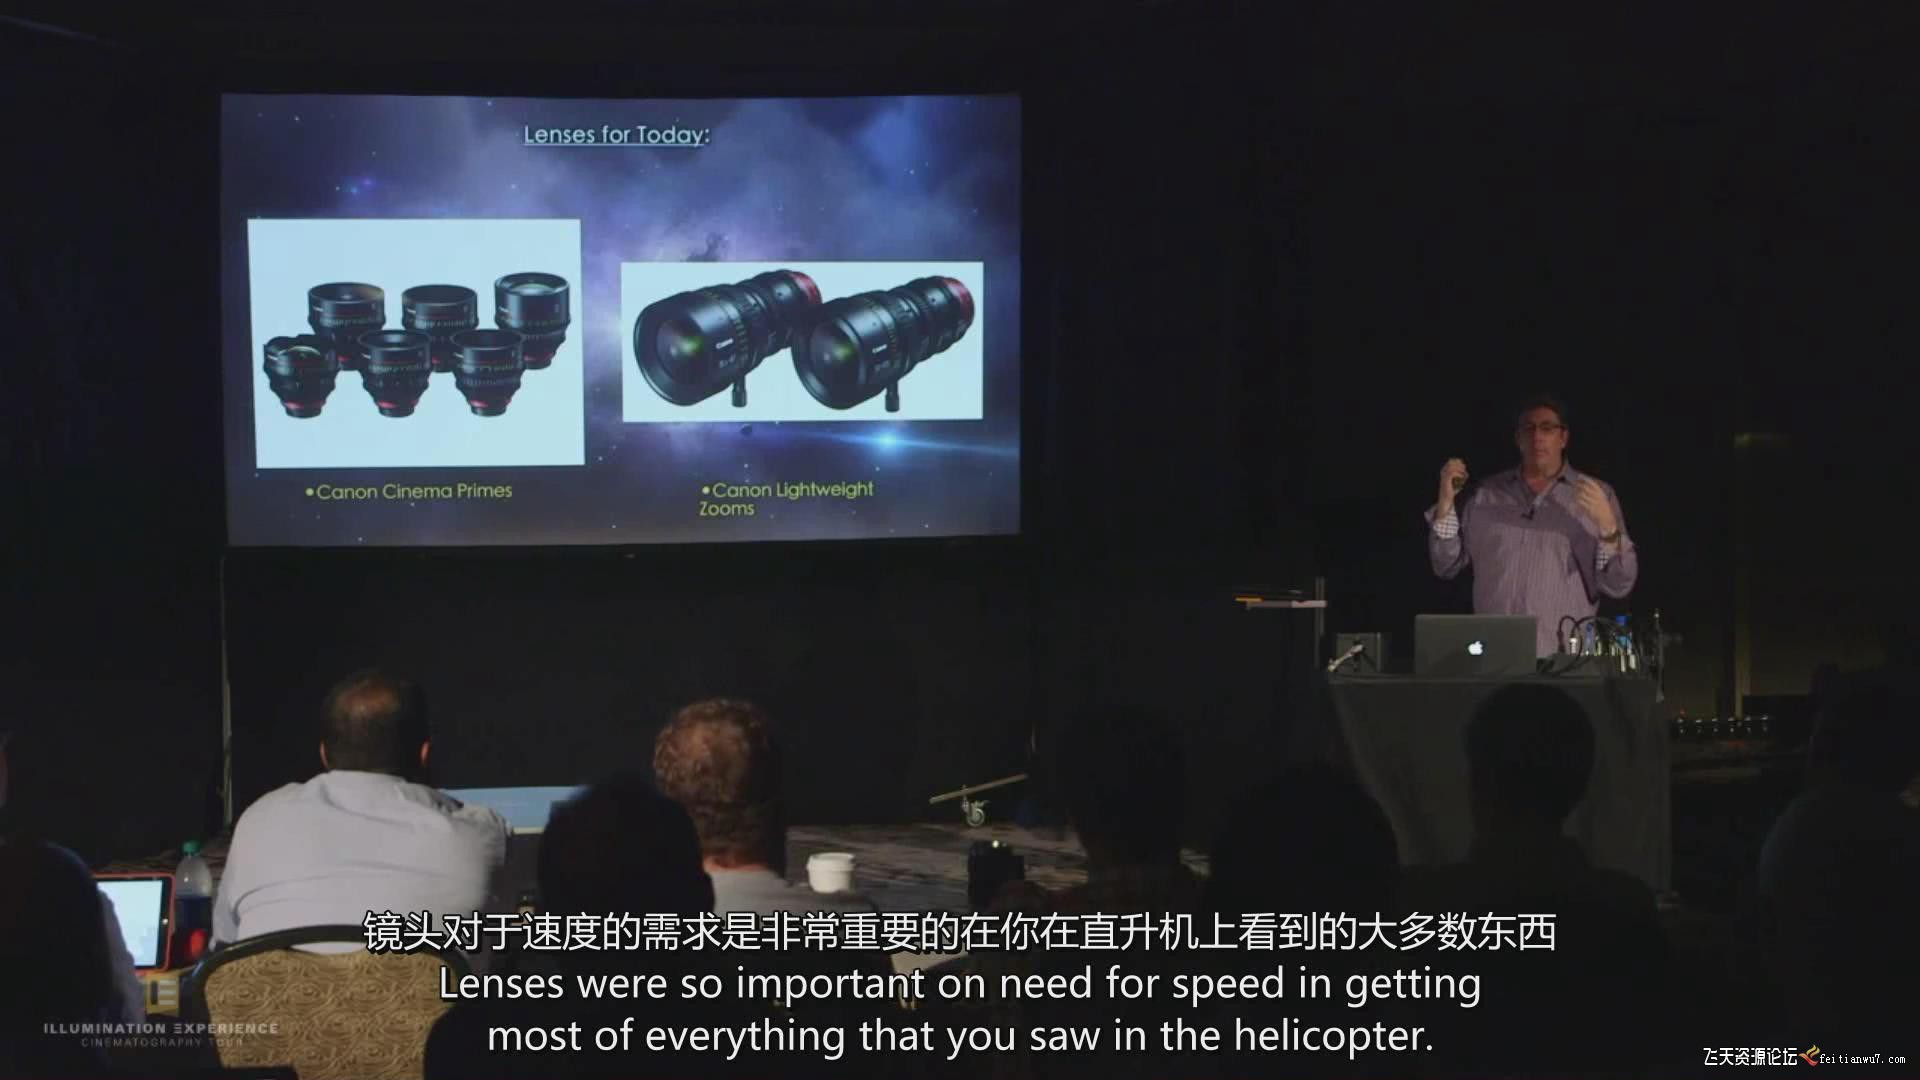 Lenses for Today:
•Canon Cinema Primes
•Canon Lightweight
Zooms
镜头对于速度的需求是非常重要的在你在直升机上看到的大多数东西
Lenses were so important on need for speed in getting
most of everything that you saw in the helicopter.
ILLUMINATION EXPERIENCE
CINEMATOGRAPHY TOUR
飞天资源论坛 feitianwu7.com